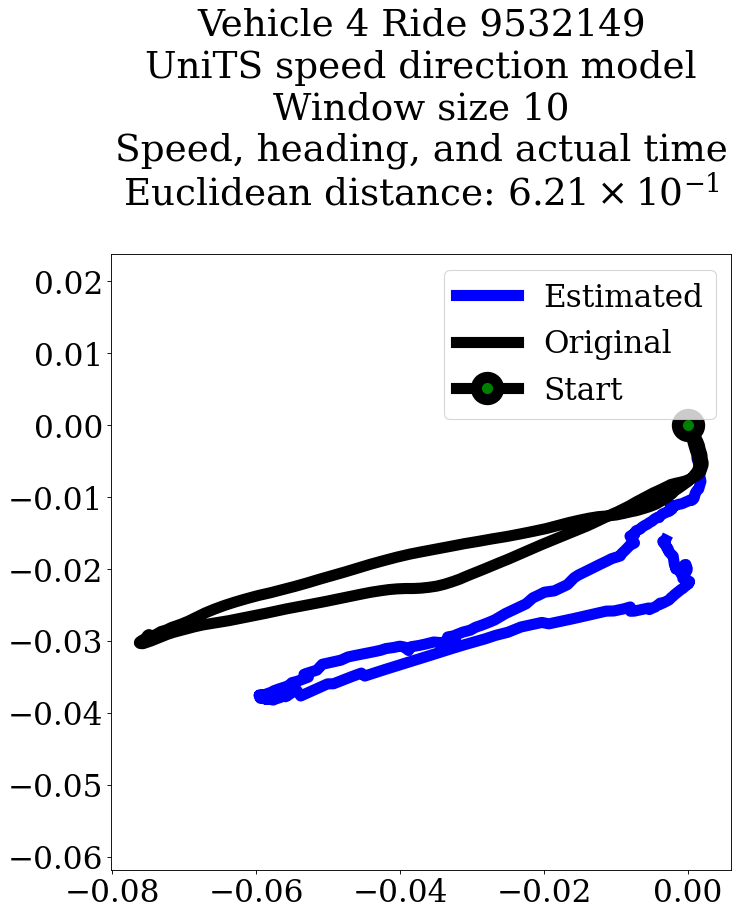 Vehicle 4 Ride 9532149
UniTS speed direction model
Window size 10
Speed, heading, and actual time
Euclidean distance: 6.21 × 10⁻¹
Estimated
Original
Start
0.02
0.01
0.00
−0.01
−0.02
−0.03
−0.04
−0.05
−0.06
−0.08 −0.06 −0.04 −0.02 0.00